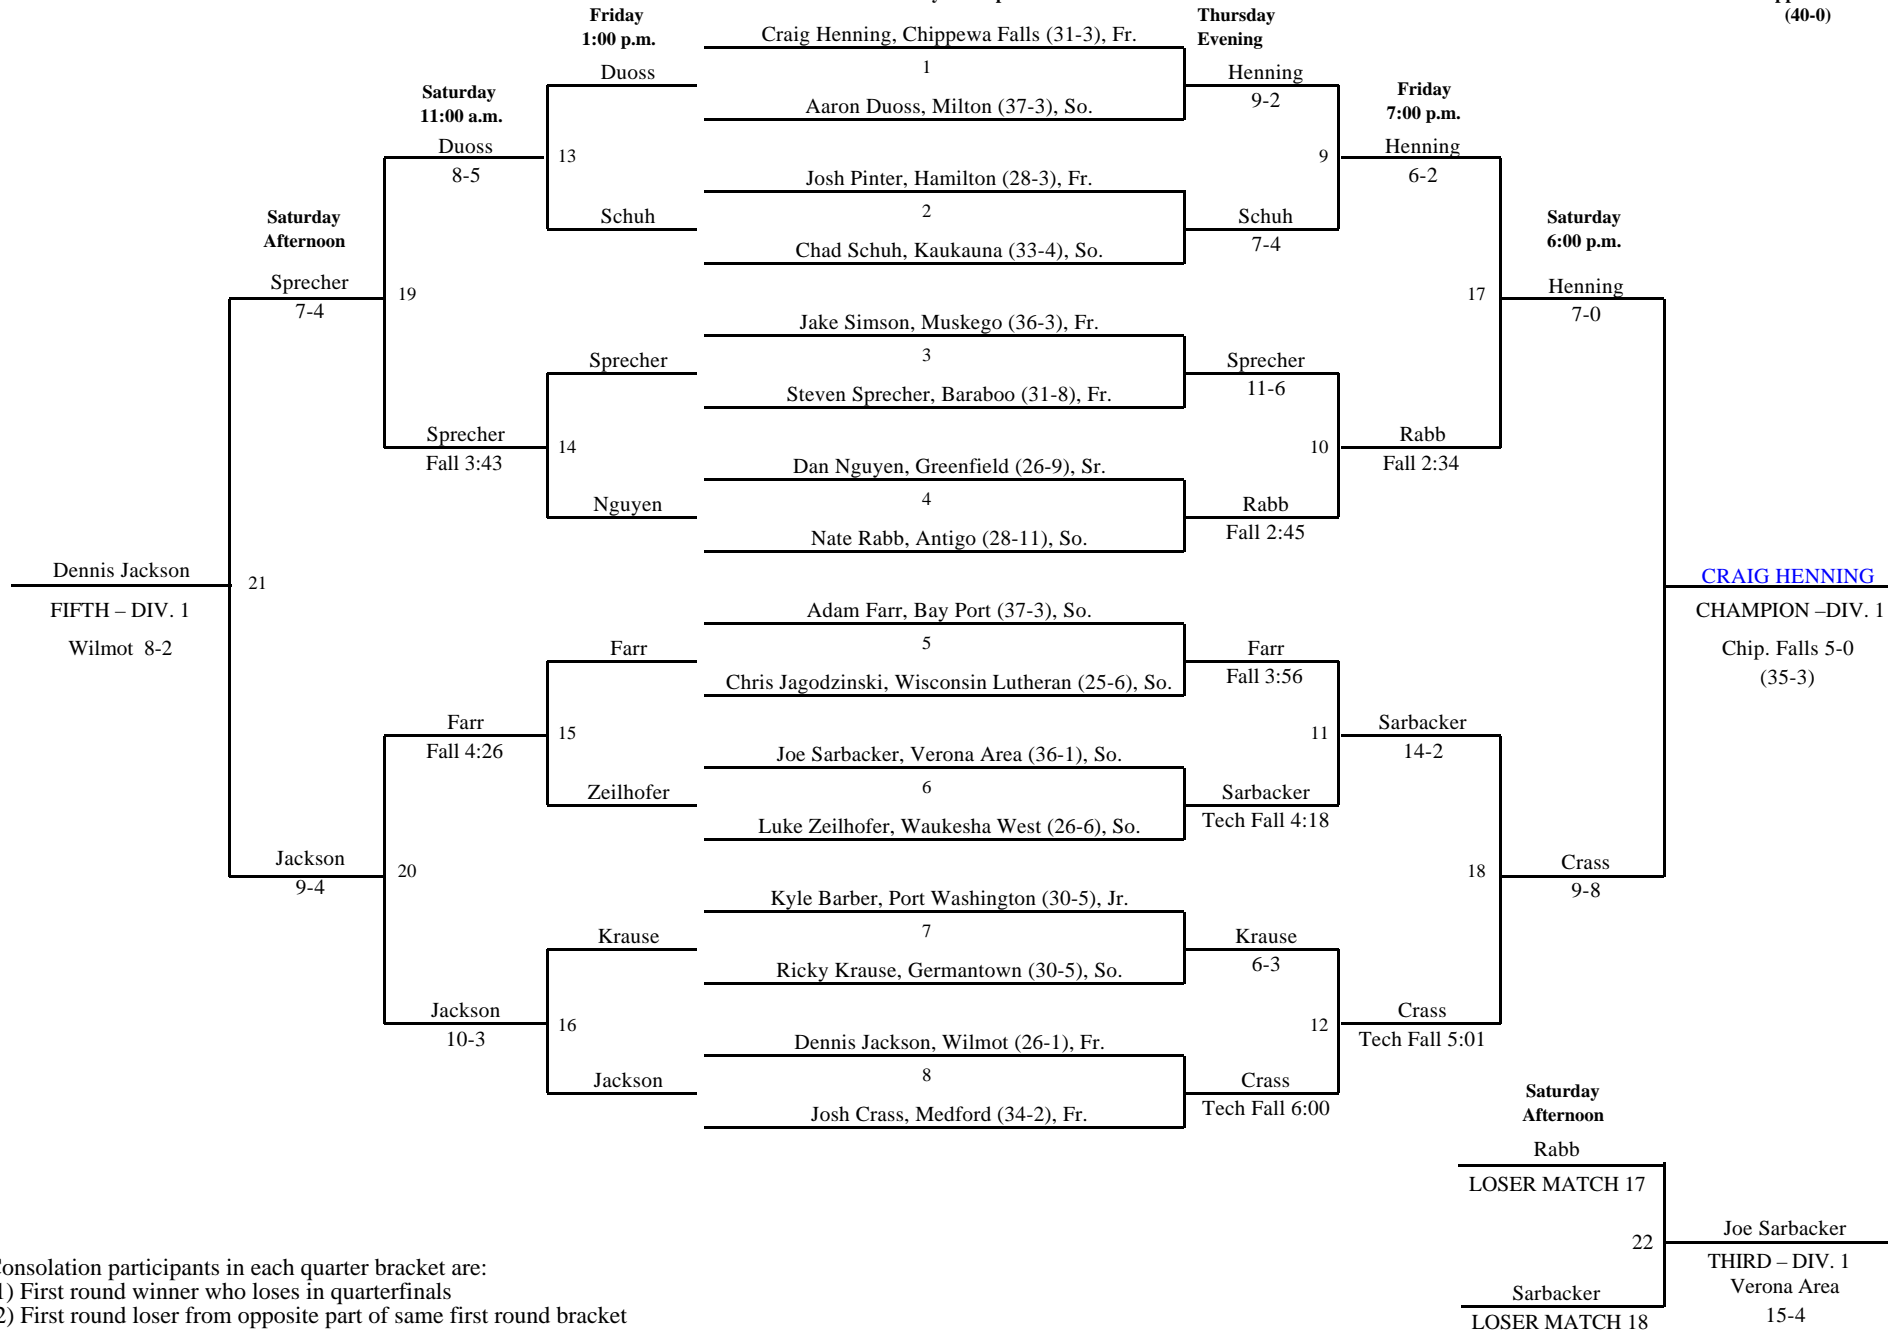 (40-0)
Friday
1:00 p.m.
Thursday
Evening
Craig Henning, Chippewa Falls (31-3), Fr.
1
Aaron Duoss, Milton (37-3), So.
Duoss
Henning
9-2
Saturday
11:00 a.m.
Friday
7:00 p.m.
Duoss
8-5
13
9
Henning
6-2
Josh Pinter, Hamilton (28-3), Fr.
2
Chad Schuh, Kaukauna (33-4), So.
Schuh
Schuh
7-4
Saturday
Afternoon
Saturday
6:00 p.m.
Sprecher
7-4
19
17
Henning
7-0
Jake Simson, Muskego (36-3), Fr.
3
Steven Sprecher, Baraboo (31-8), Fr.
Sprecher
Sprecher
11-6
Sprecher
Fall 3:43
14
10
Rabb
Fall 2:34
Dan Nguyen, Greenfield (26-9), Sr.
4
Nate Rabb, Antigo (28-11), So.
Nguyen
Rabb
Fall 2:45
Dennis Jackson
21
FIFTH – DIV. 1
Wilmot 8-2
CRAIG HENNING
CHAMPION –DIV. 1
Chip. Falls 5-0
(35-3)
Adam Farr, Bay Port (37-3), So.
5
Chris Jagodzinski, Wisconsin Lutheran (25-6), So.
Farr
Farr
Fall 3:56
Farr
Fall 4:26
15
11
Sarbacker
14-2
Joe Sarbacker, Verona Area (36-1), So.
6
Luke Zeilhofer, Waukesha West (26-6), So.
Zeilhofer
Sarbacker
Tech Fall 4:18
Jackson
9-4
20
18
Crass
9-8
Kyle Barber, Port Washington (30-5), Jr.
7
Ricky Krause, Germantown (30-5), So.
Krause
Krause
6-3
Jackson
10-3
16
12
Crass
Tech Fall 5:01
Dennis Jackson, Wilmot (26-1), Fr.
8
Josh Crass, Medford (34-2), Fr.
Jackson
Crass
Tech Fall 6:00
Saturday
Afternoon
Rabb
LOSER MATCH 17
22
Joe Sarbacker
THIRD – DIV. 1
Verona Area
15-4
Sarbacker
LOSER MATCH 18
onsolation participants in each quarter bracket are:
) First round winner who loses in quarterfinals
2) First round loser from opposite part of same first round bracket